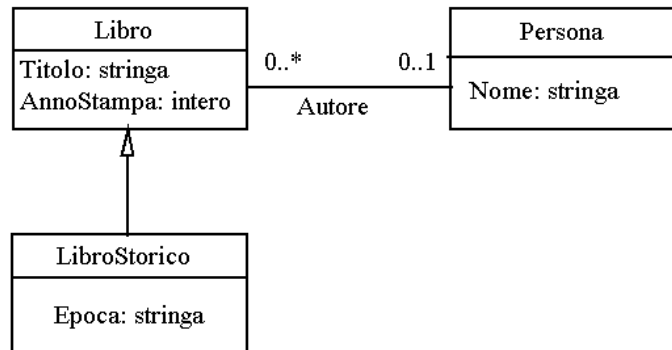 Libro
Titolo: stringa
AnnoStampa: intero
0..*
0..1
Autore
Persona
Nome: stringa
LibroStorico
Epoca: stringa